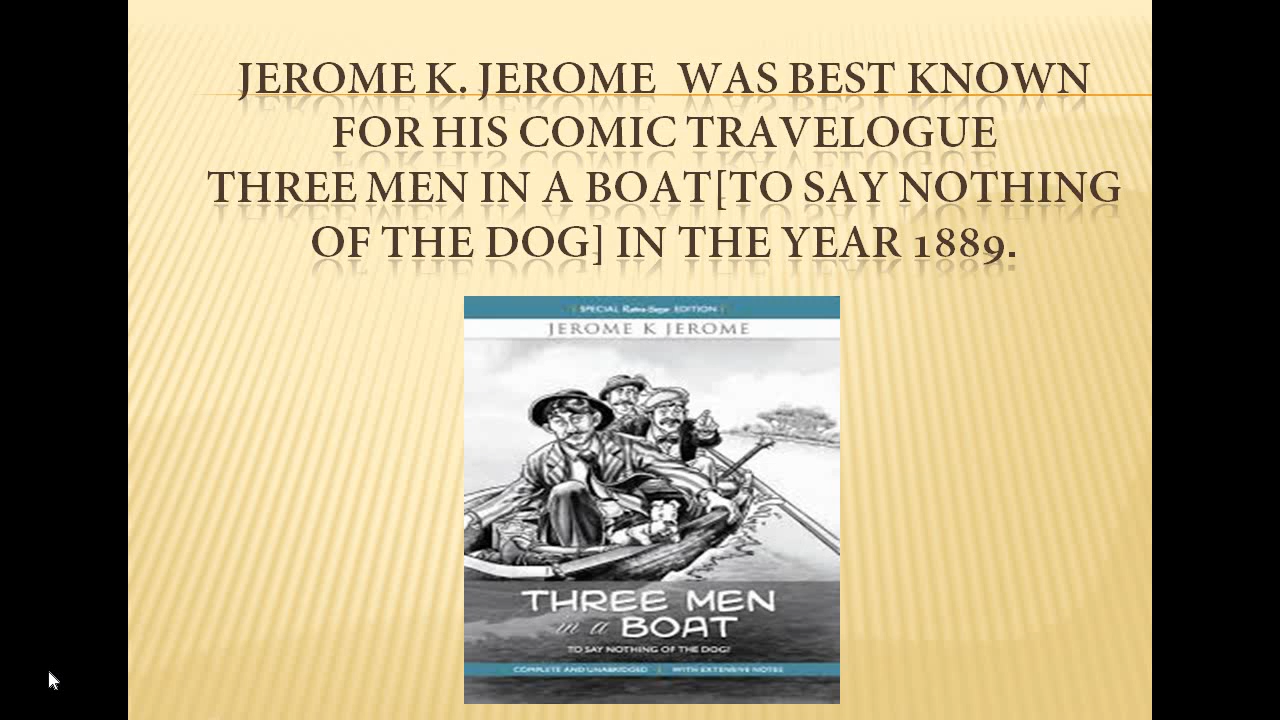 JEROME K. JEROME WAS BEST KNOWN
FOR HIS COMIC TRAVELOGUE
THREE MEN IN A BOAT[TO SAY NOTHING
OF THE DOG] IN THE YEAR 1889.
SPECIAL Ratna Sagar EDITION
JEROME K JEROME
THREE MEN
in a BOAT
TO SAY NOTHING OF THE DOG!
COMPLETE AND UNABRIDGED | WITH EXTENSIVE NOTES